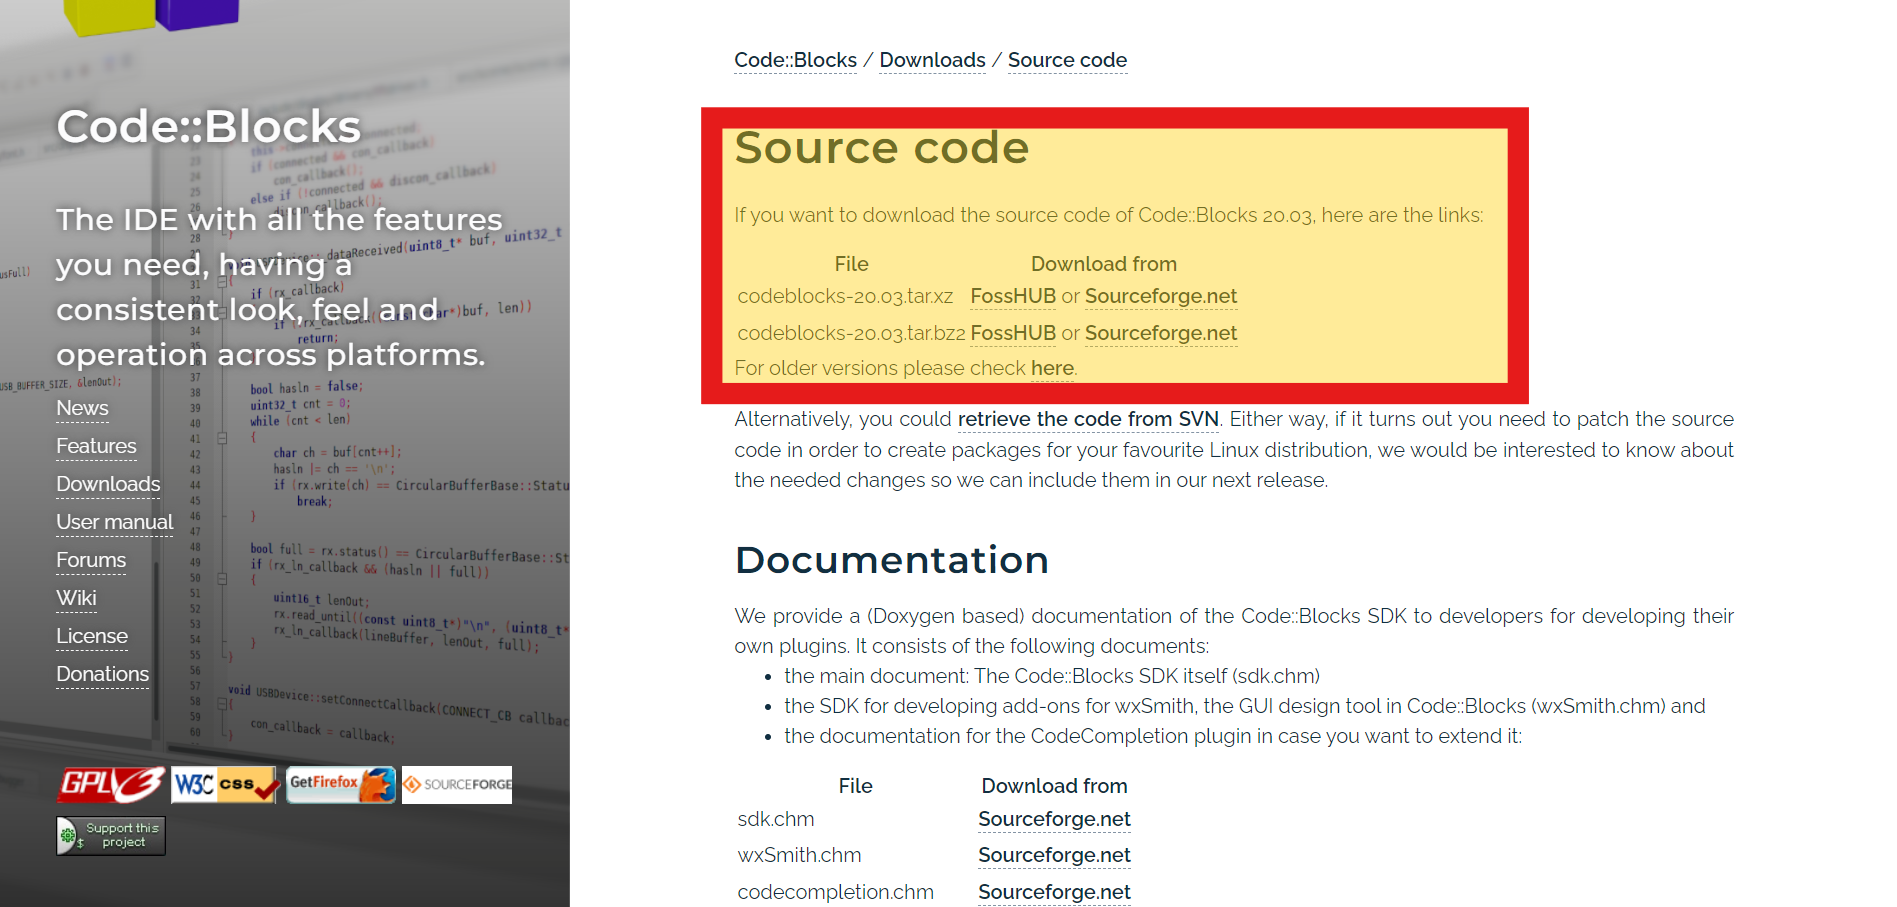 Code::Blocks
The IDE with all the features
you need, having a
consistent look, feel and
operation across platforms.
News
Features
Downloads
User manual
Forums
Wiki
License
Donations
GPLv3
W3C css
GetFirefox
SOURCEFORGE
Support this
project
Code::Blocks / Downloads / Source code
Source code
If you want to download the source code of Code::Blocks 20.03, here are the links:
File Download from
codeblocks-20.03.tar.xz FossHUB or Sourceforge.net
codeblocks-20.03.tar.bz2 FossHUB or Sourceforge.net
For older versions please check here.
Alternatively, you could retrieve the code from SVN. Either way, if it turns out you need to patch the source
code in order to create packages for your favourite Linux distribution, we would be interested to know about
the needed changes so we can include them in our next release.
Documentation
We provide a (Doxygen based) documentation of the Code::Blocks SDK to developers for developing their
own plugins. It consists of the following documents:
• the main document: The Code::Blocks SDK itself (sdk.chm)
• the SDK for developing add-ons for wxSmith, the GUI design tool in Code::Blocks (wxSmith.chm) and
• the documentation for the CodeCompletion plugin in case you want to extend it:
File Download from
sdk.chm Sourceforge.net
wxSmith.chm Sourceforge.net
codecompletion.chm Sourceforge.net